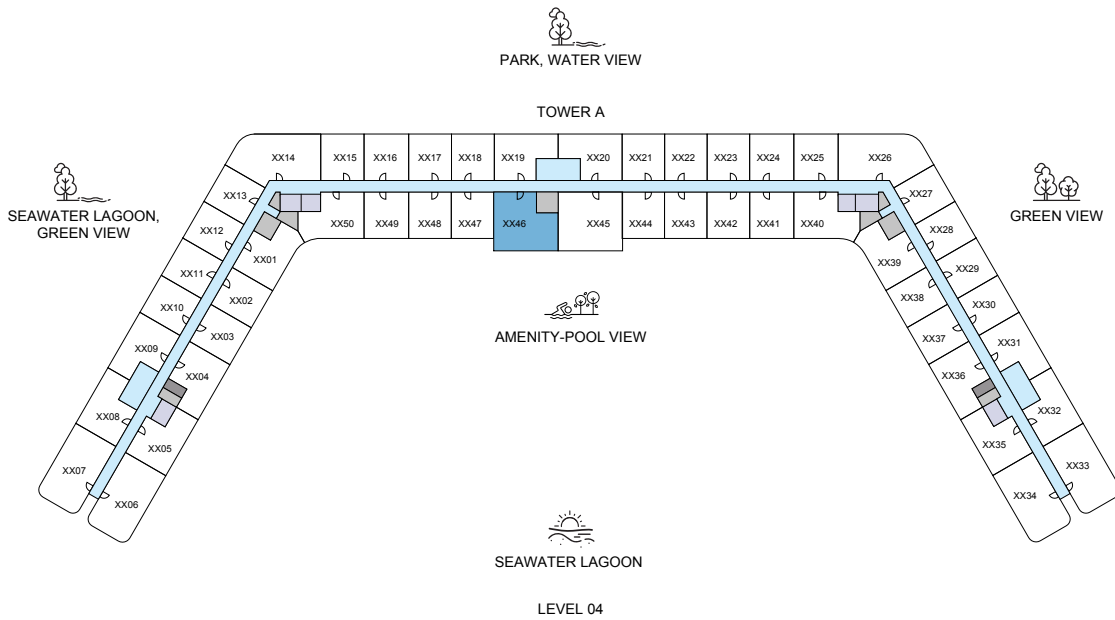 PARK, WATER VIEW
TOWER A
SEAWATER LAGOON,
GREEN VIEW
GREEN VIEW
XX14
XX15
XX16
XX17
XX18
XX19
XX20
XX21
XX22
XX23
XX24
XX25
XX26
XX13
XX27
XX12
XX50
XX49
XX48
XX47
XX46
XX45
XX44
XX43
XX42
XX41
XX40
XX28
XX01
XX39
XX11
XX29
XX02
XX38
XX10
XX30
XX03
XX37
XX09
XX31
XX04
XX36
XX08
XX32
XX05
XX35
XX07
XX33
XX06
XX34
AMENITY-POOL VIEW
SEAWATER LAGOON
LEVEL 04